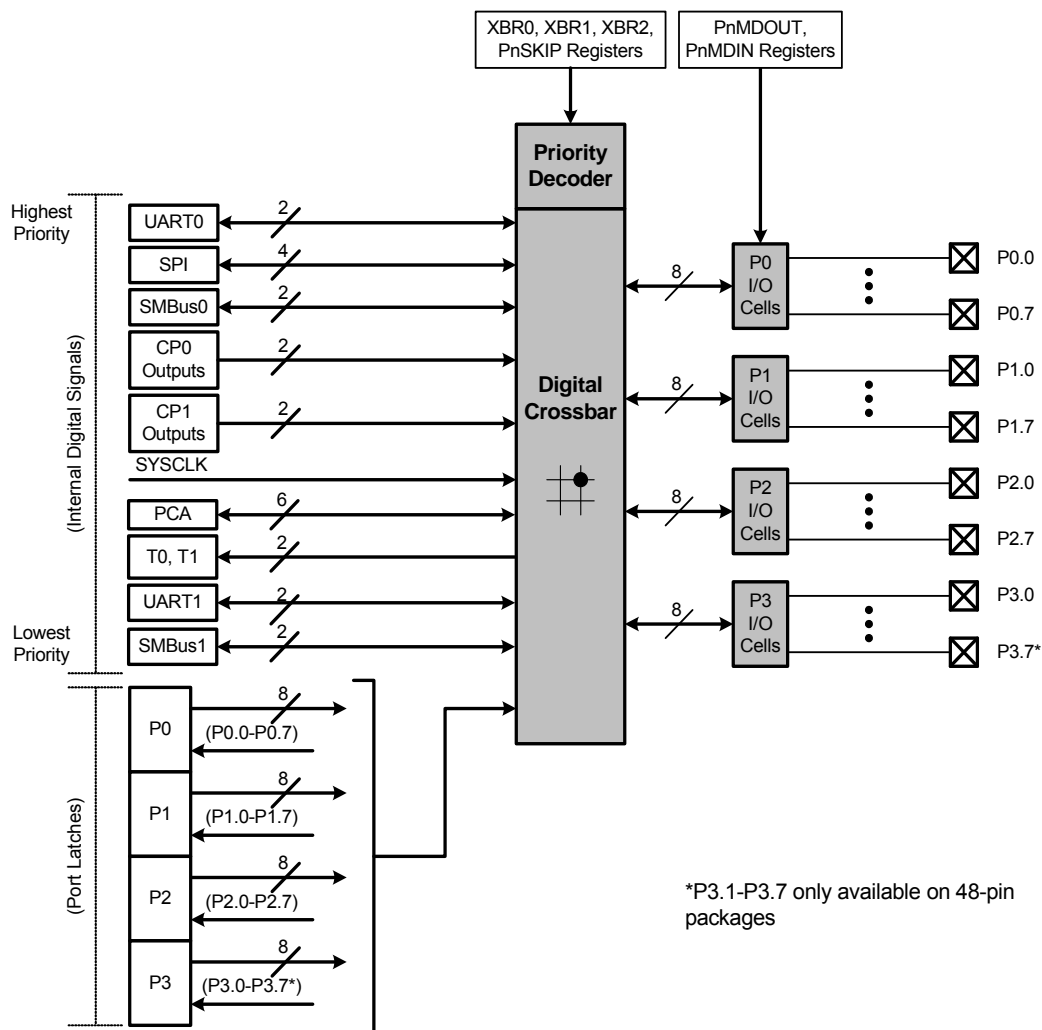 XBR0, XBR1, XBR2,
PnSKIP Registers
PnMDOUT,
PnMDIN Registers
Priority
Decoder
Highest
Priority
(Internal Digital Signals)
UART0
2
SPI
4
SMBus0
2
CP0
Outputs
2
CP1
Outputs
2
SYSCLK
PCA
6
T0, T1
2
UART1
2
Lowest
Priority
SMBus1
2
Digital
Crossbar
8
P0
I/O
Cells
P0.0
P0.7
8
P1
I/O
Cells
P1.0
P1.7
8
P2
I/O
Cells
P2.0
P2.7
8
P3
I/O
Cells
P3.0
P3.7*
(Port Latches)
P0
8
(P0.0-P0.7)
P1
8
(P1.0-P1.7)
P2
8
(P2.0-P2.7)
P3
8
(P3.0-P3.7*)
*P3.1-P3.7 only available on 48-pin
packages